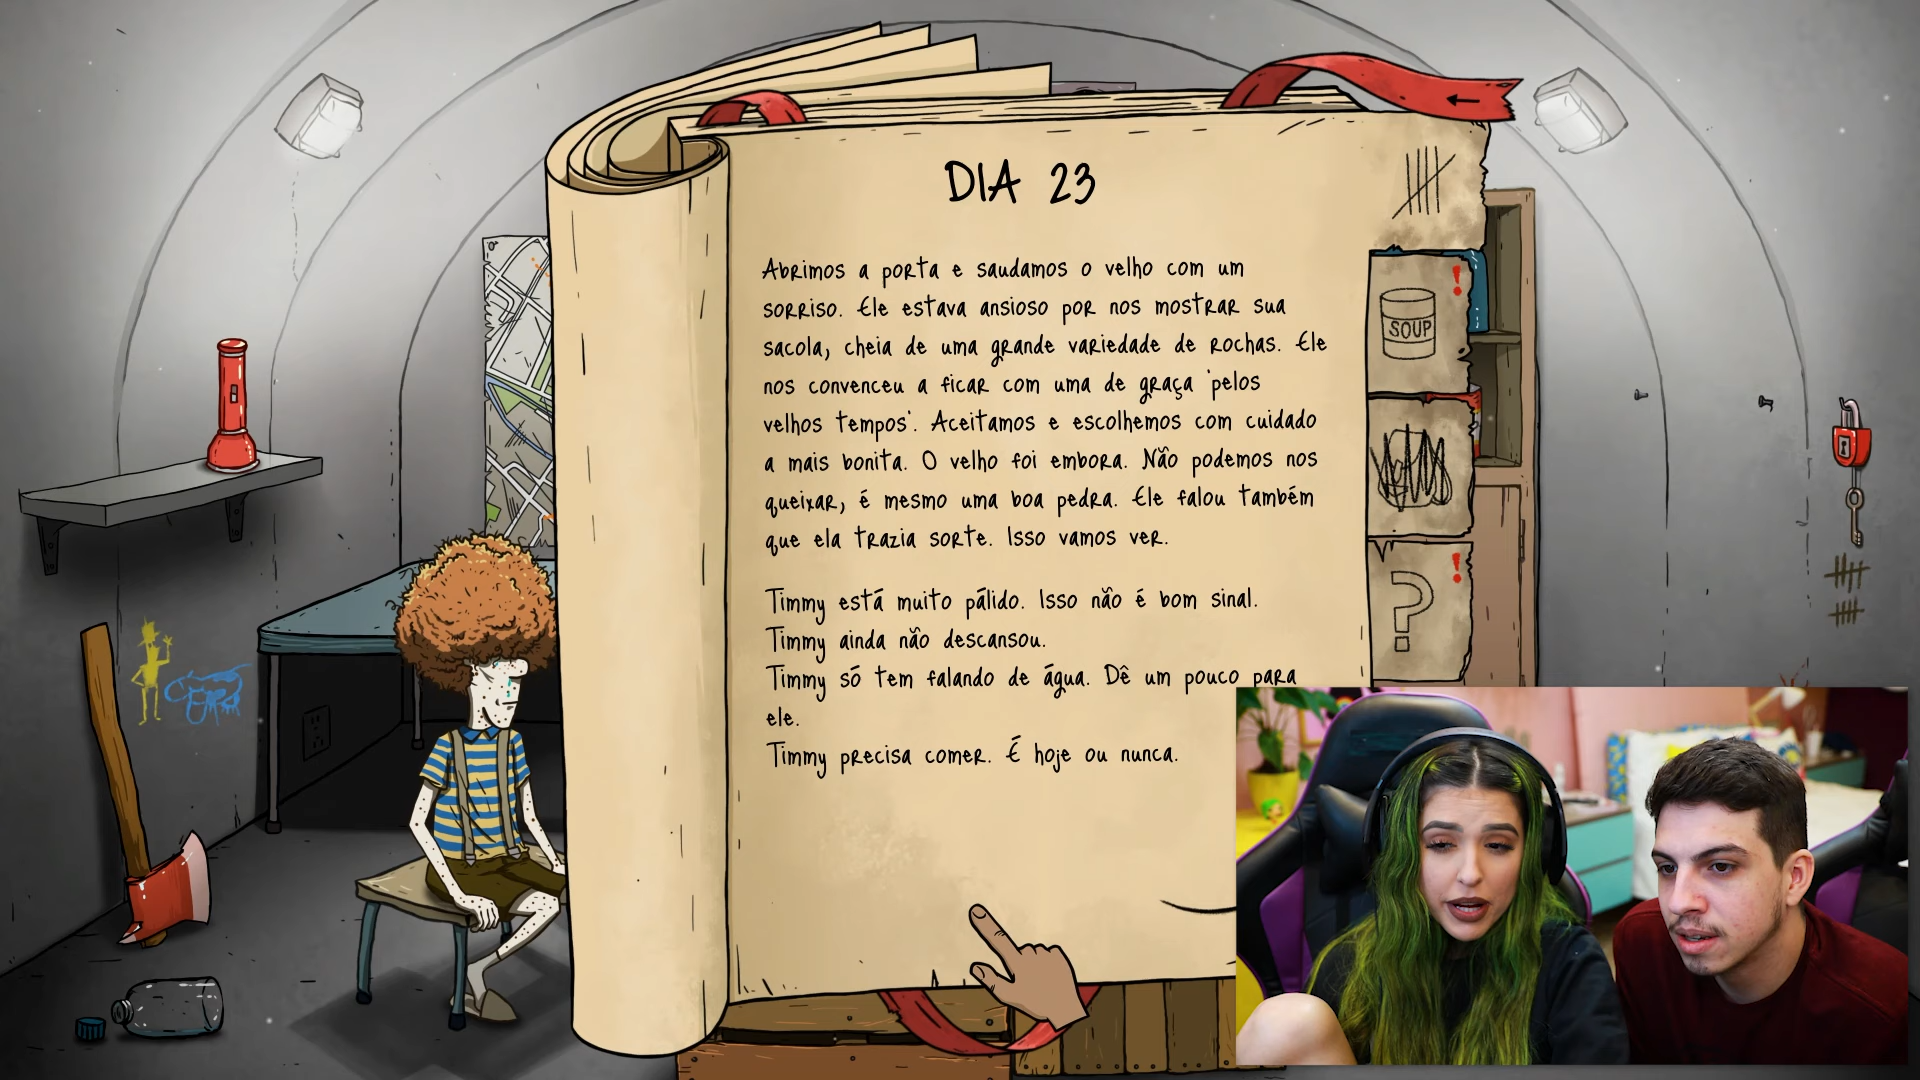 DIA 23
Abrimos a porta e saudamos o velho com um
sorriso. Ele estava ansioso por nos mostrar sua
sacola, cheia de uma grande variedade de rochas. Ele
nos convenceu a ficar com uma de graça 'pelos
velhos tempos'. Aceitamos e escolhemos com cuidado
a mais bonita. O velho foi embora. Não podemos nos
queixar, é mesmo uma boa pedra. Ele falou também
que ela trazia sorte. Isso vamos ver.
Timmy está muito pálido. Isso não é bom sinal.
Timmy ainda não descansou.
Timmy só tem falando de água. Dê um pouco para
ele.
Timmy precisa comer. É hoje ou nunca.
!
SOUP
!
?